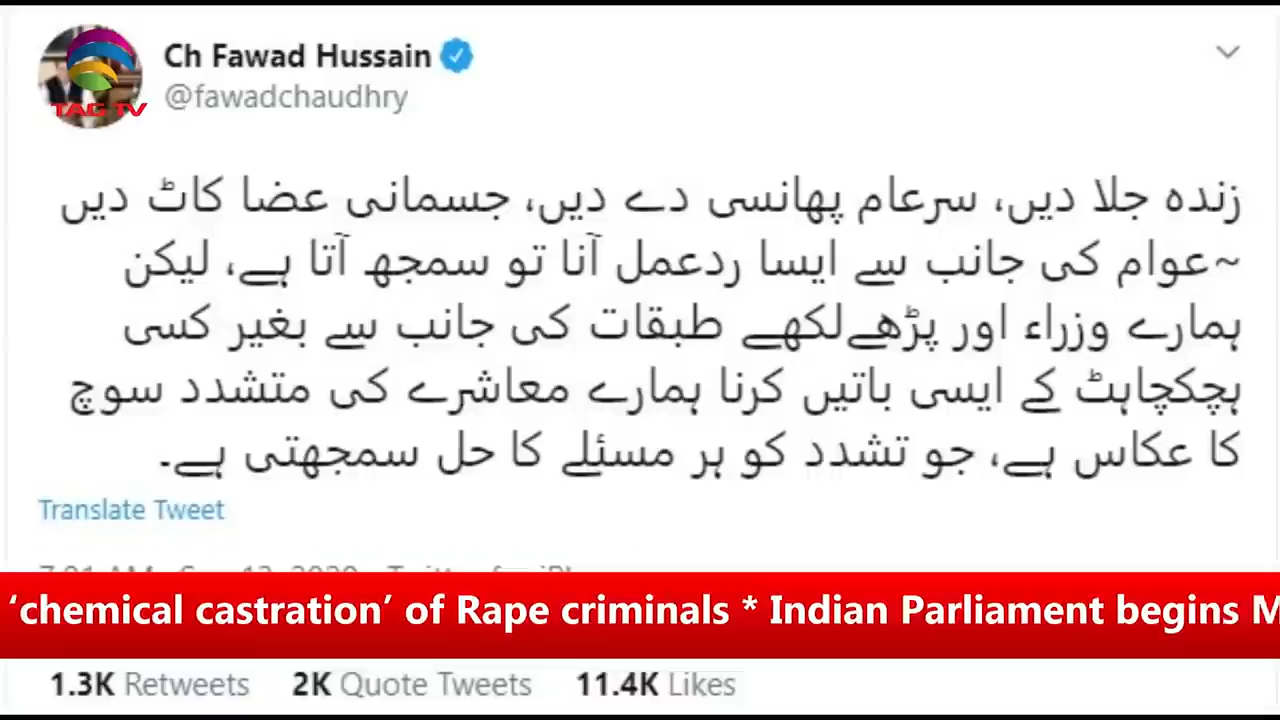 Ch Fawad Hussain
@fawadchaudhry
TAG TV
زندہ جلا دیں، سرعام پھانسی دے دیں، جسمانی عضا کاٹ دیں
~عوام کی جانب سے ایسا ردعمل آنا تو سمجھ آتا ہے، لیکن
ہمارے وزراء اور پڑھےلکھے طبقات کی جانب سے بغیر کسی
ہچکچاہٹ کے ایسی باتیں کرنا ہمارے معاشرے کی متشدد سوچ
کا عکاس ہے، جو تشدد کو ہر مسئلے کا حل سمجھتی ہے۔
Translate Tweet
‘chemical castration’ of Rape criminals * Indian Parliament begins M
1.3K Retweets 2K Quote Tweets 11.4K Likes